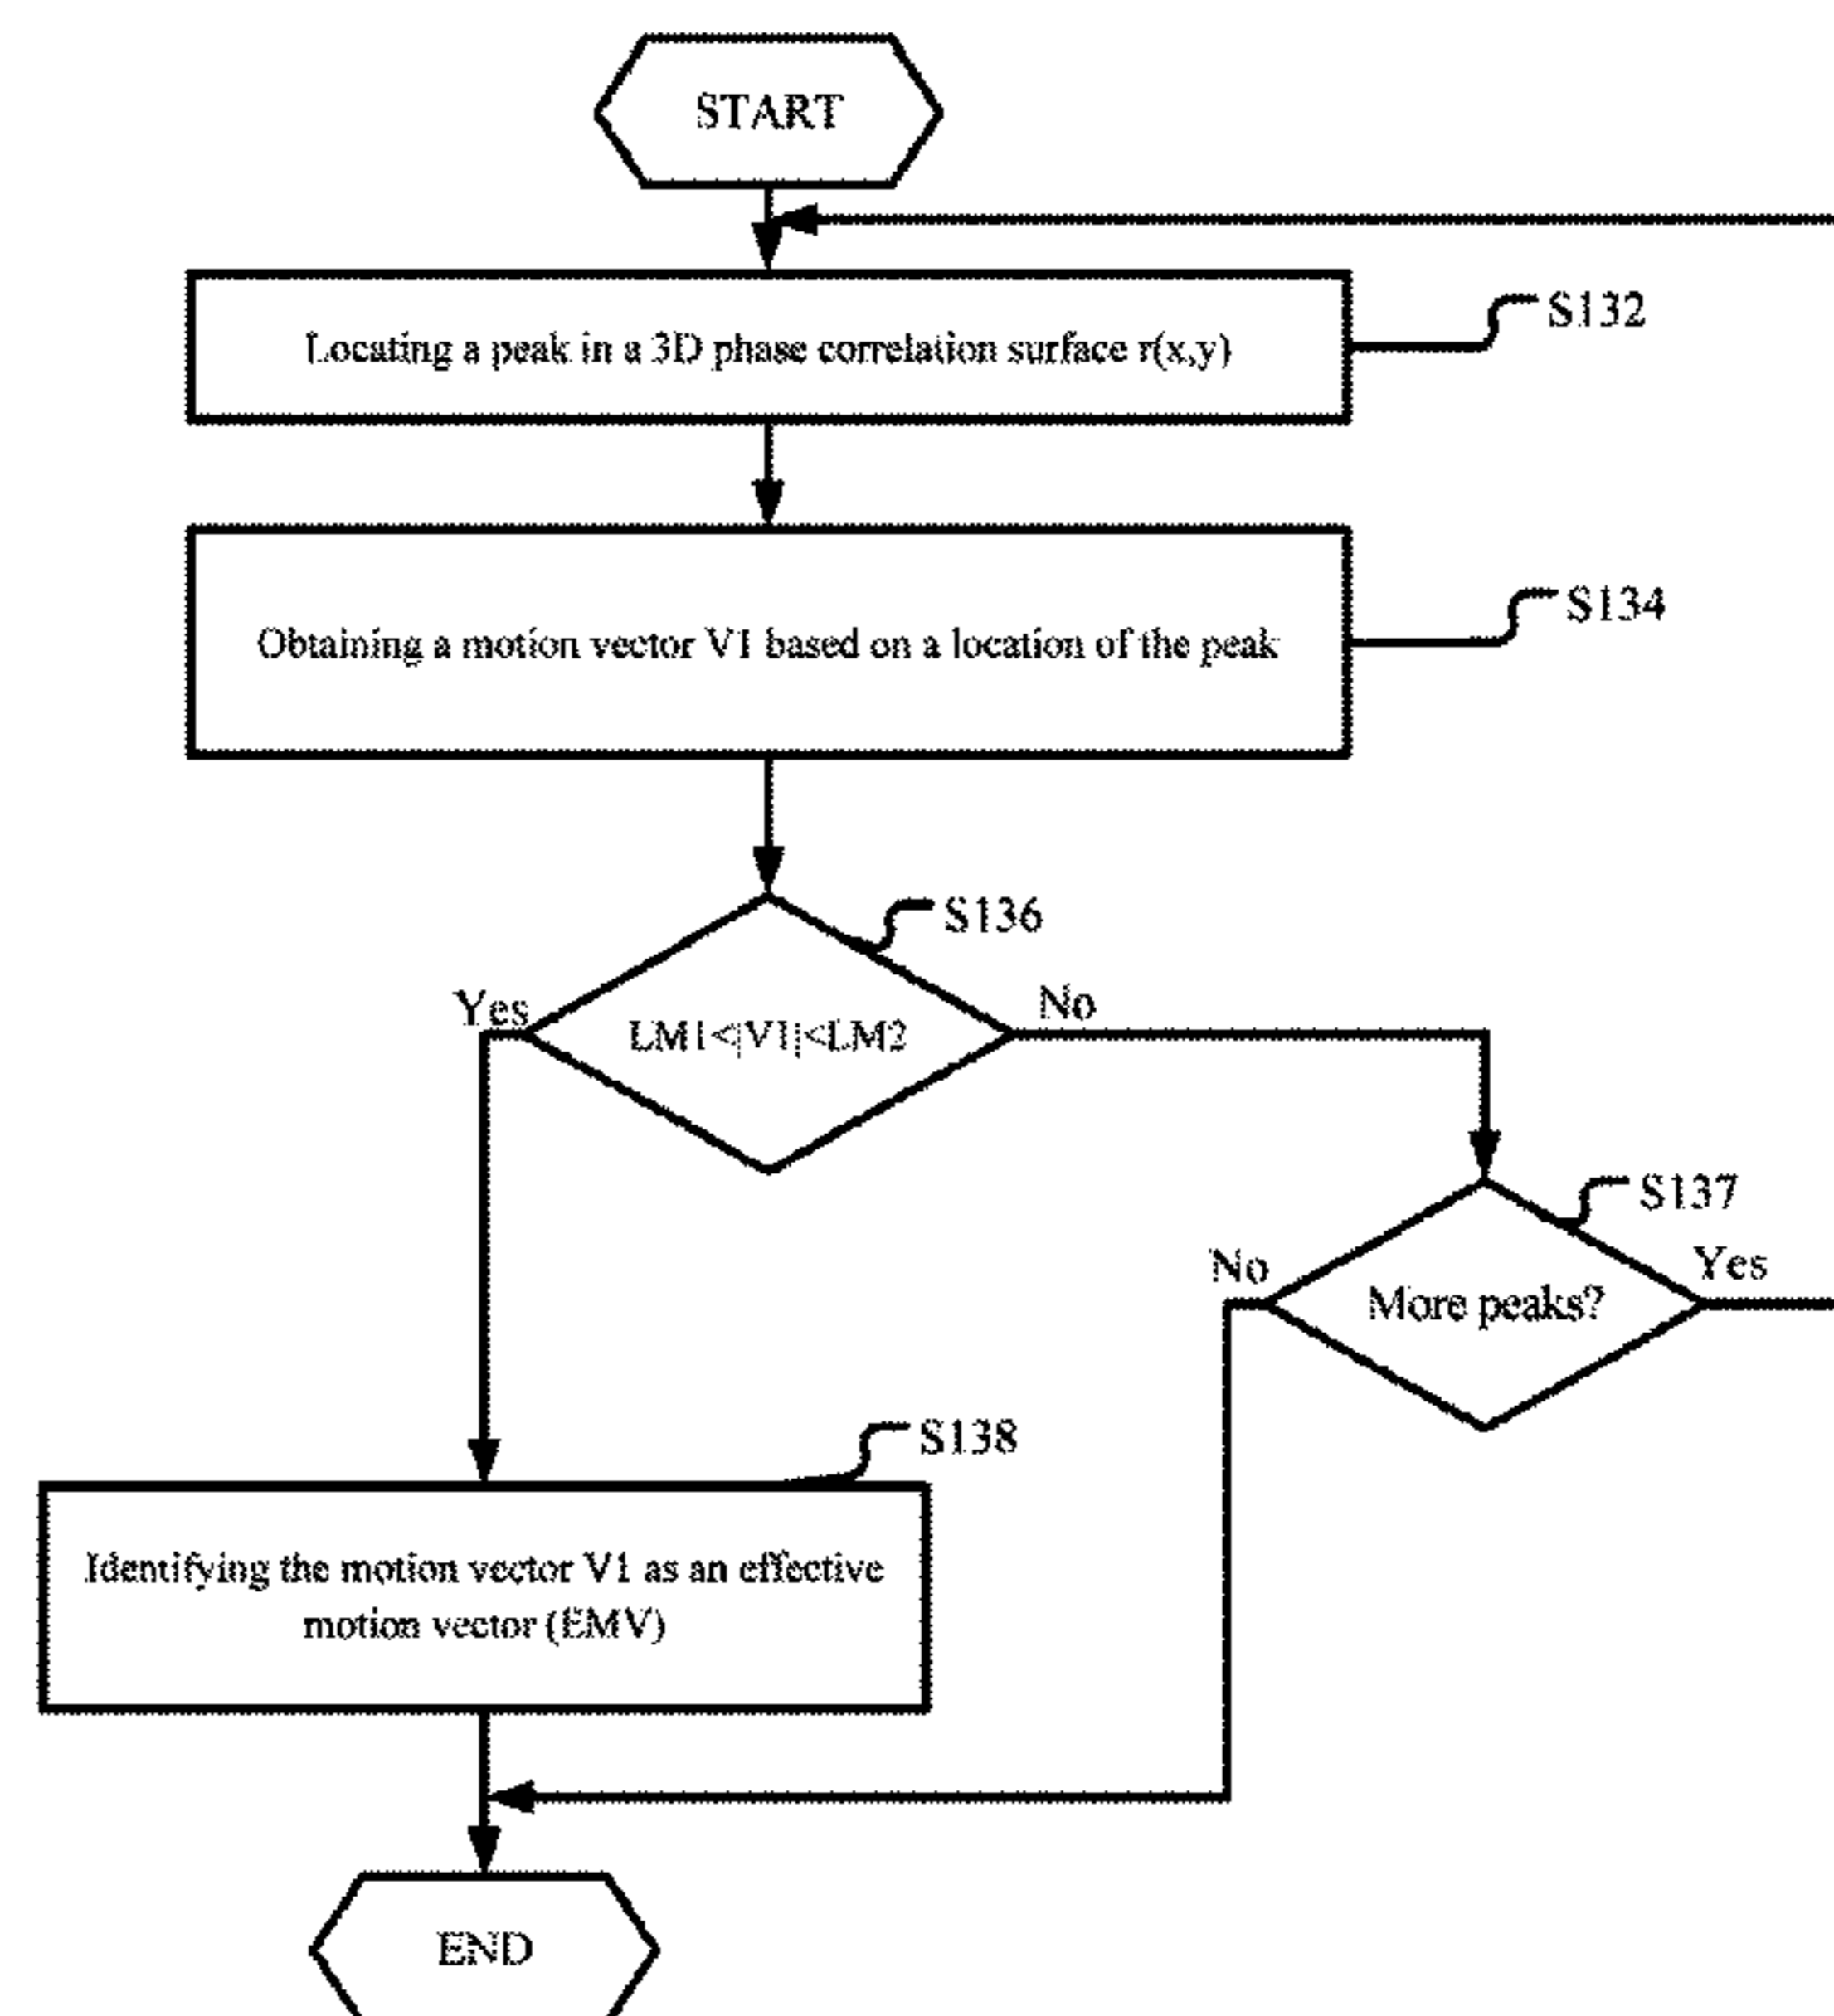 START
Locating a peak in a 3D phase correlation surface r(x,y)
S132
Obtaining a motion vector V1 based on a location of the peak
S134
S136
Yes
LM1<|V1|<LM2
No
S137
No
More peaks?
Yes
S138
Identifying the motion vector V1 as an effective
motion vector (EMV)
END